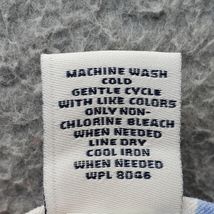 MACHINE WASH
COLD
GENTLE CYCLE
WITH LIKE COLORS
ONLY NON-
CHLORINE BLEACH
WHEN NEEDED
LINE DRY
COOL IRON
WHEN NEEDED
WPL 8046